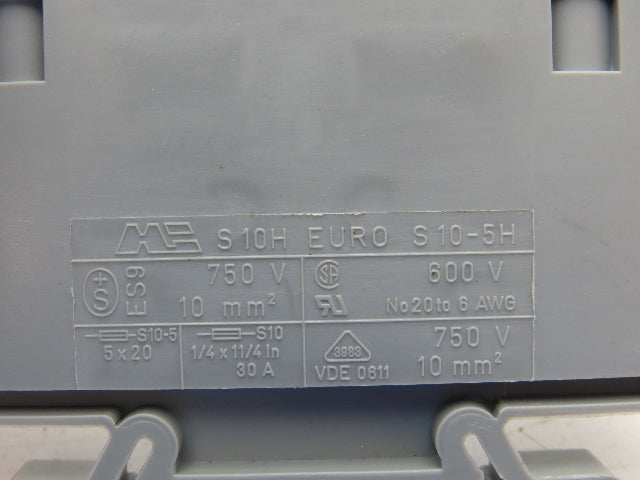 S10H EURO S10-5H
+S ES9 750 V 10 mm²
600 V No 20 to 6 AWG
S10-5 5 x 20
S10 1/4 x 11/4 In 30 A
3983 VDE 0611 750 V 10 mm²